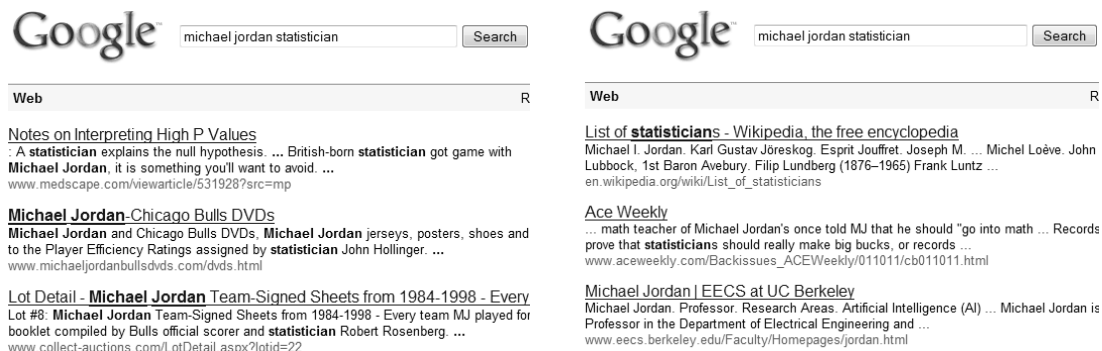 Google™
michael jordan statistician
Search
Web
R
Notes on Interpreting High P Values
: A statistician explains the null hypothesis. ... British-born statistician got game with
Michael Jordan, it is something you'll want to avoid. ...
www.medscape.com/viewarticle/531928?src=mp
Michael Jordan-Chicago Bulls DVDs
Michael Jordan and Chicago Bulls DVDs, Michael Jordan jerseys, posters, shoes and
to the Player Efficiency Ratings assigned by statistician John Hollinger. ...
www.michaeljordanbullsdvds.com/dvds.html
Lot Detail - Michael Jordan Team-Signed Sheets from 1984-1998 - Every
Lot #8: Michael Jordan Team-Signed Sheets from 1984-1998 - Every team MJ played for
booklet compiled by Bulls official scorer and statistician Robert Rosenberg. ...
www.collect-auctions.com/LotDetail.aspx?lotid=22
Google™
michael jordan statistician
Search
Web
R
List of statisticians - Wikipedia, the free encyclopedia
Michael I. Jordan. Karl Gustav Jöreskog. Esprit Jouffret. Joseph M. ... Michel Loève. John
Lubbock, 1st Baron Avebury. Filip Lundberg (1876–1965) Frank Luntz ...
en.wikipedia.org/wiki/List_of_statisticians
Ace Weekly
... math teacher of Michael Jordan's once told MJ that he should "go into math ... Records
prove that statisticians should really make big bucks, or records ...
www.aceweekly.com/Backissues_ACEWeekly/011011/cb011011.html
Michael Jordan | EECS at UC Berkeley
Michael Jordan. Professor. Research Areas. Artificial Intelligence (AI) ... Michael Jordan is
Professor in the Department of Electrical Engineering and ...
www.eecs.berkeley.edu/Faculty/Homepages/jordan.html